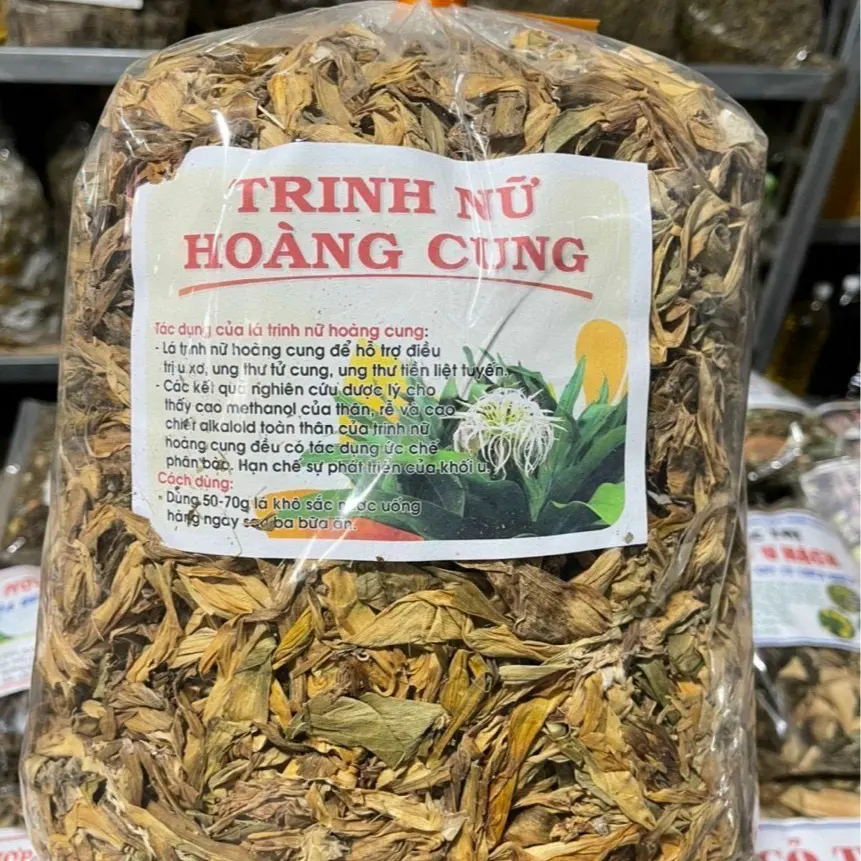 TRINH NỮ
HOÀNG CUNG
Tác dụng của lá trinh nữ hoàng cung:
- Lá trinh nữ hoàng cung để hỗ trợ điều
trị u xơ, ung thư tử cung, ung thư tiền liệt tuyến.
- Các kết quả nghiên cứu dược lý cho
thấy cao methanol của thân, rễ và cao
chiết alkaloid toàn thân của trinh nữ
hoàng cung đều có tác dụng ức chế
phân bào. Hạn chế sự phát triển của khối u.
Cách dùng:
- Dùng 50-70g lá khô sắc nước uống
hàng ngày sau ba bữa ăn.